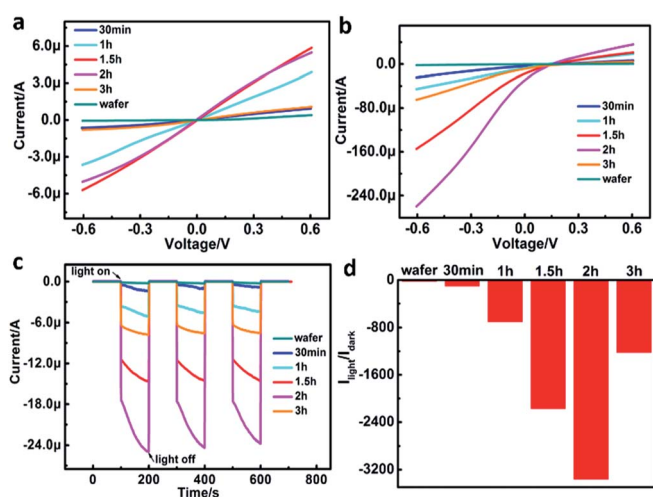 a
30min
1h
1.5h
2h
3h
wafer
6.0μ
3.0μ
0.0
-3.0μ
-6.0μ
Current/A
-0.6 -0.3 0.0 0.3 0.6
Voltage/V
b
0.0
-80.0μ
-160.0μ
-240.0μ
Current/A
30min
1h
1.5h
2h
3h
wafer
-0.6 -0.3 0.0 0.3 0.6
Voltage/V
c
light on
0.0
-6.0μ
-12.0μ
-18.0μ
-24.0μ
Current/A
wafer
30min
1h
1.5h
2h
3h
light off
0 200 400 600 800
Time/s
d
wafer 30min 1h 1.5h 2h 3h
0
-800
-1600
-2400
-3200
Ilight/Idark